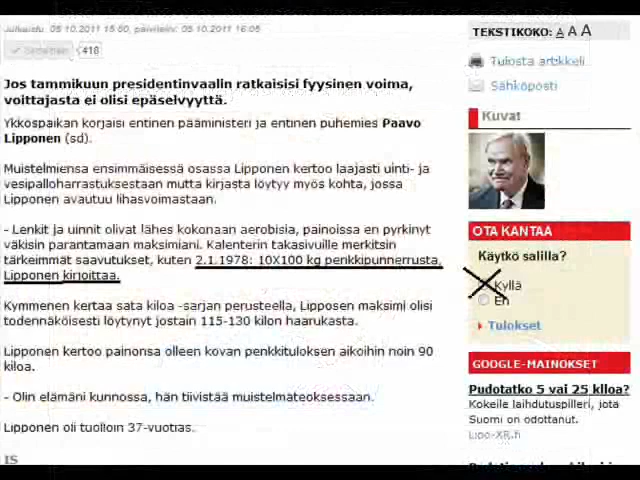 Julkaistu: 05.10.2011 15:50, päivitetty: 05.10.2011 16:05
Suosittele 418
Jos tammikuun presidentinvaalin ratkaisisi fyysinen voima,
voittajasta ei olisi epäselvyyttä.
Ykköspaikan korjaisi entinen pääministeri ja entinen puhemies Paavo
Lipponen (sd).
Muistelmiensa ensimmäisessä osassa Lipponen kertoo laajasti uinti- ja
vesipalloharrastuksestaan mutta kirjasta löytyy myös kohta, jossa
Lipponen avautuu lihasvoimastaan.
- Lenkit ja uinnit olivat lähes kokonaan aerobisia, painoissa en pyrkinyt
väkisin parantamaan maksimiani. Kalenterin takasivuille merkitsin
tärkeimmät saavutukset, kuten 2.1.1978: 10X100 kg penkkipunnerrusta,
Lipponen kirjoittaa.
Kymmenen kertaa sata kiloa -sarjan perusteella, Lipposen maksimi olisi
todennäköisesti löytynyt jostain 115-130 kilon haarukasta.
Lipponen kertoo painonsa olleen kovan penkkituloksen aikoihin noin 90
kiloa.
- Olin elämäni kunnossa, hän tiivistää muistelmateoksessaan.
Lipponen oli tuolloin 37-vuotias.
IS
TEKSTIKOKO: A A A
Tulosta artikkeli
Sähköposti
Kuvat
OTA KANTAA
Käytkö salilla?
Kyllä
En
Tulokset
GOOGLE-MAINOKSET
Pudotatko 5 vai 25 kiloa?
Kokeile laihdutuspilleri, jota
Suomi on odottanut.
Lipo-XR.fi